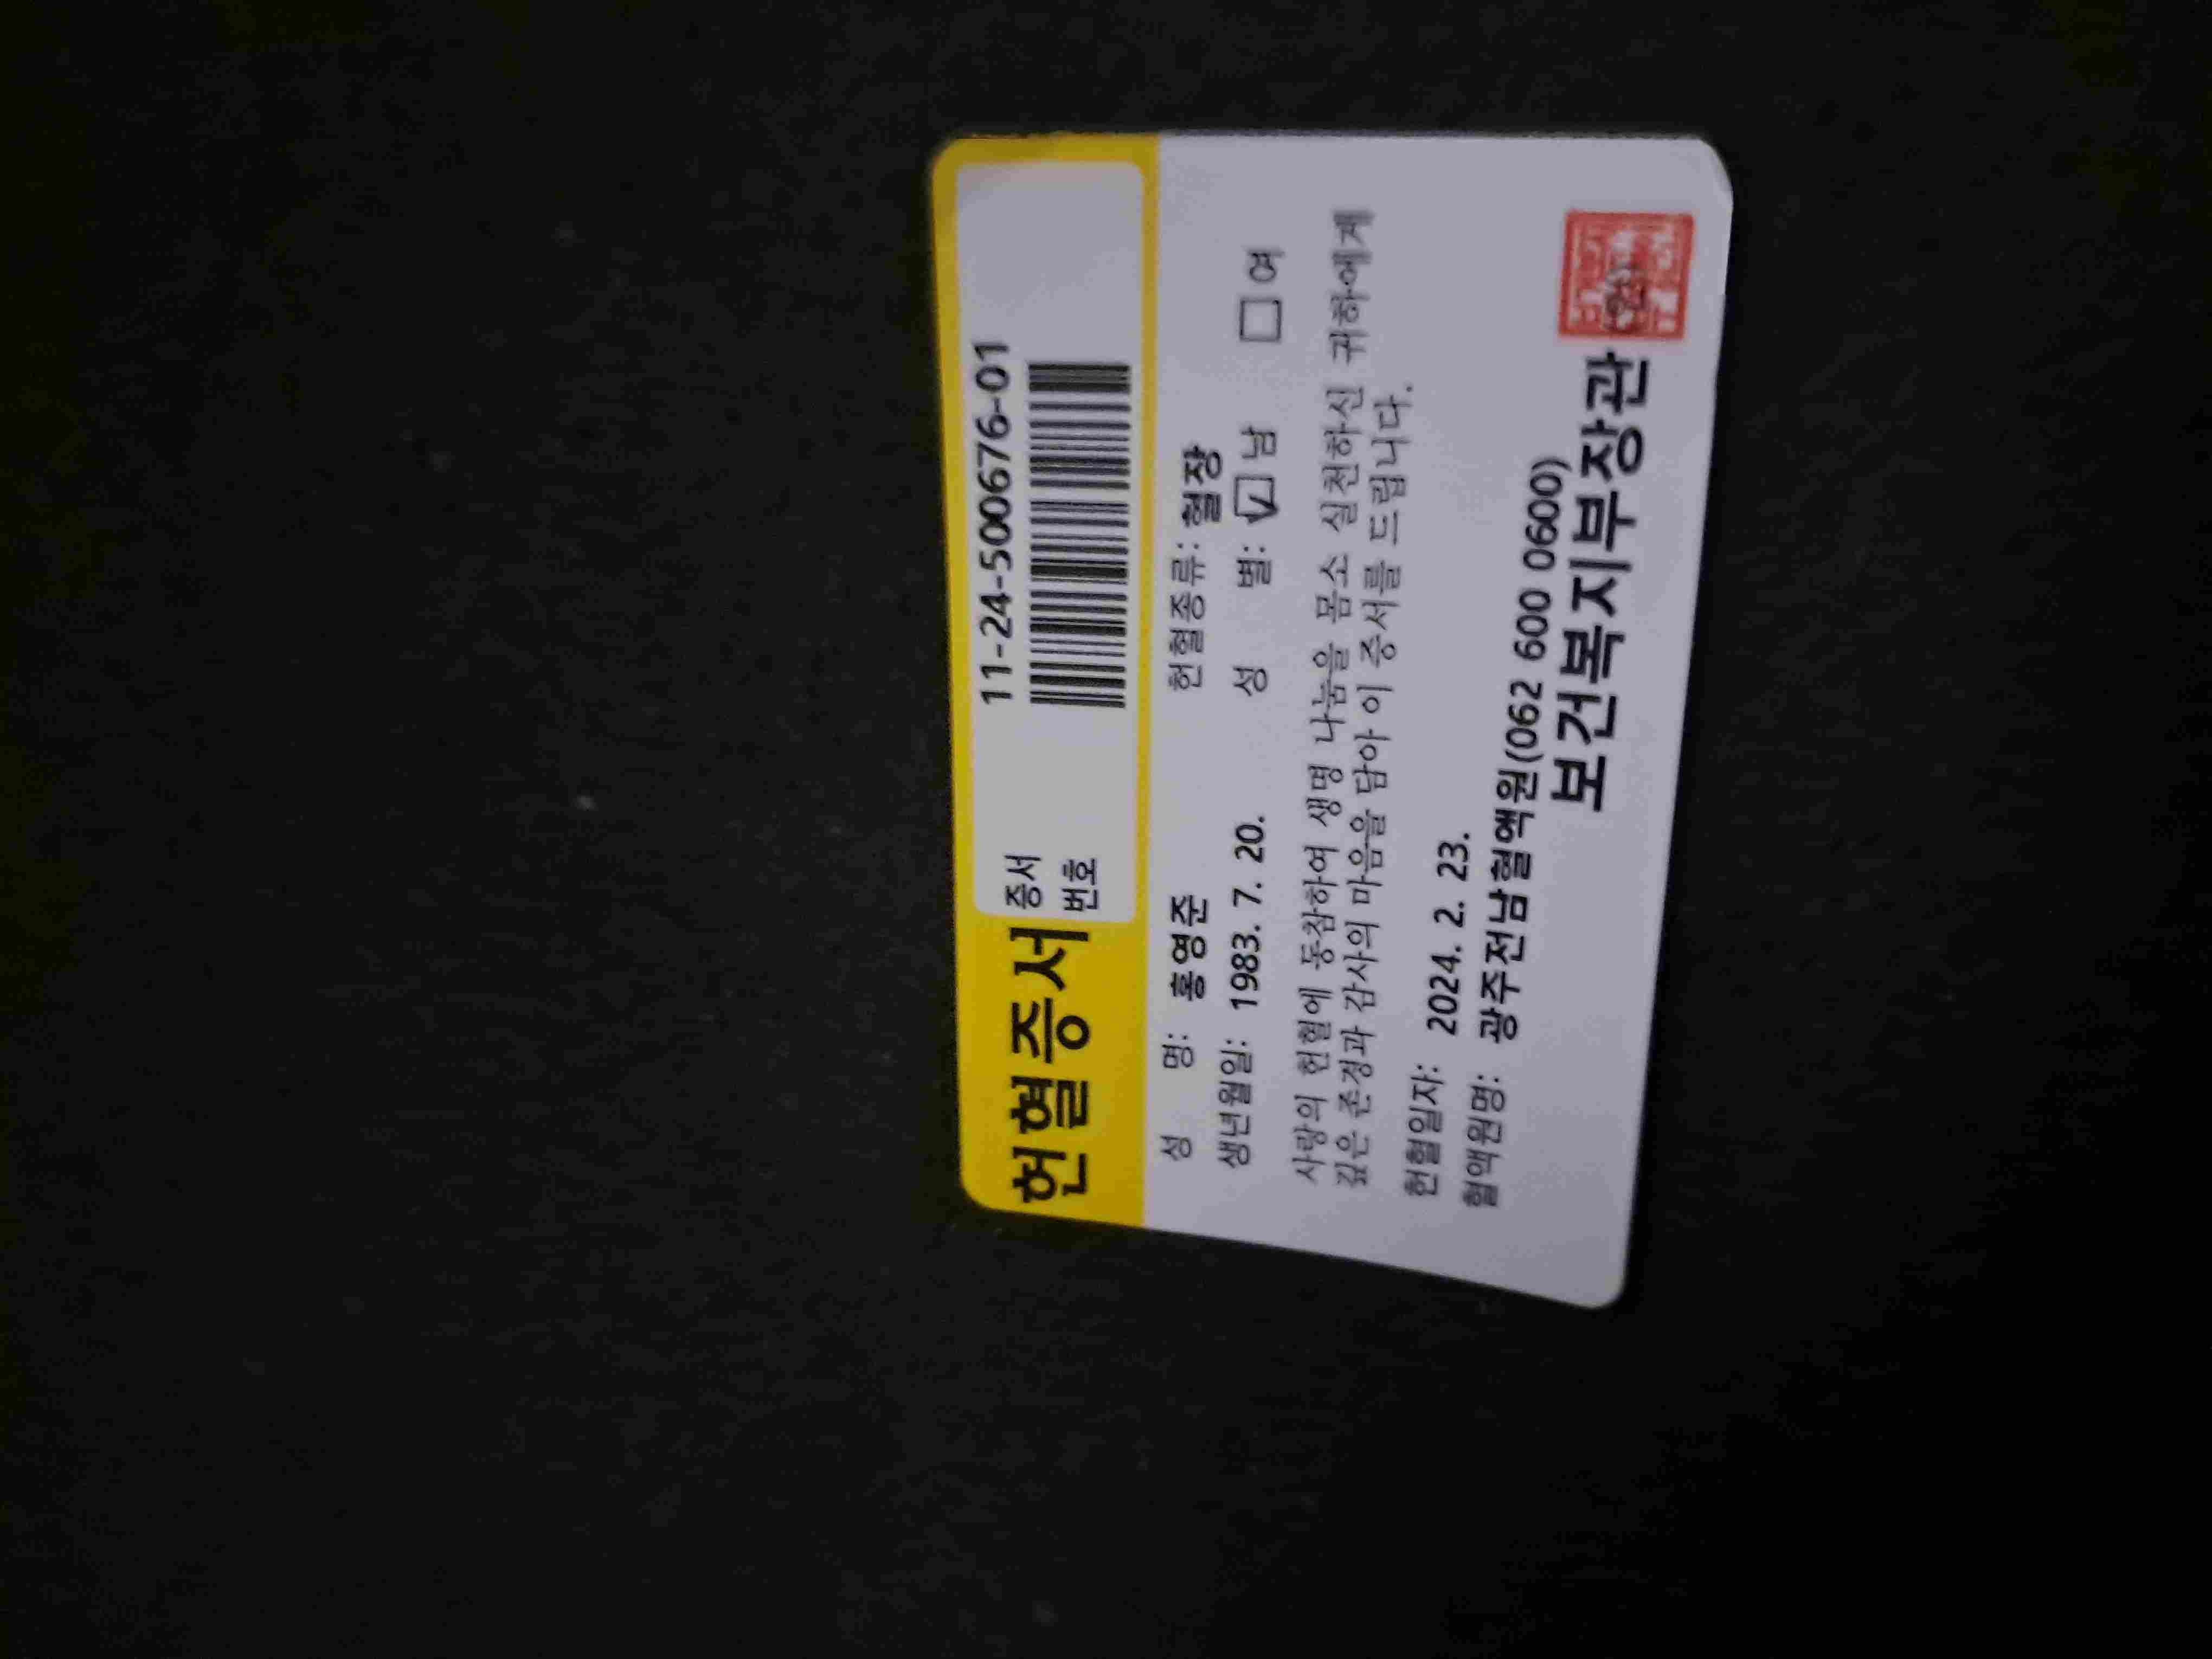 헌혈증서 증서번호 11-24-500676-01
성 명: 홍영준 헌혈종류: 혈장
생년월일: 1983. 7. 20. 성 별: ☑남 □여
사랑의 헌혈에 동참하여 생명 나눔을 몸소 실천하신 귀하에게
깊은 존경과 감사의 마음을 담아 이 증서를 드립니다.
헌혈일자: 2024. 2. 23.
혈액원명: 광주전남혈액원(062 600 0600)
보건복지부장관